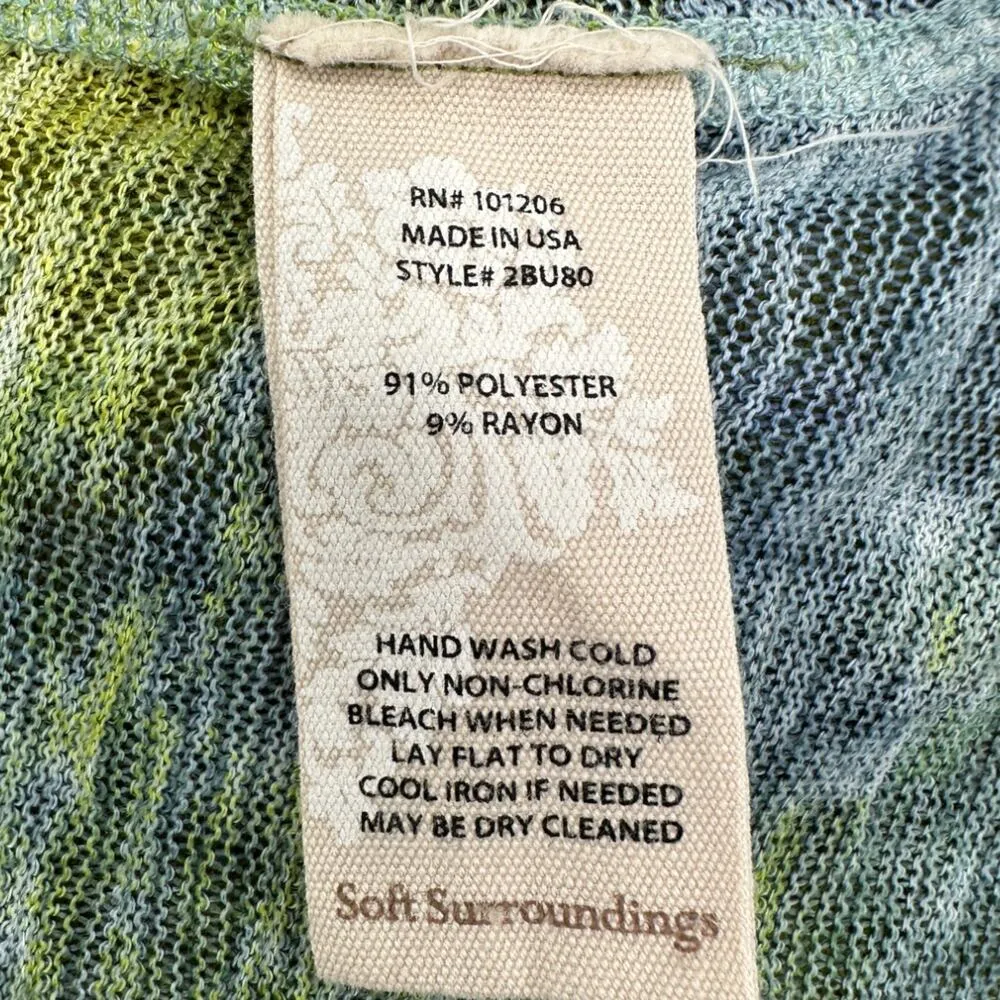 RN# 101206
MADE IN USA
STYLE# 2BU80
91% POLYESTER
9% RAYON
HAND WASH COLD
ONLY NON-CHLORINE
BLEACH WHEN NEEDED
LAY FLAT TO DRY
COOL IRON IF NEEDED
MAY BE DRY CLEANED
Soft Surroundings